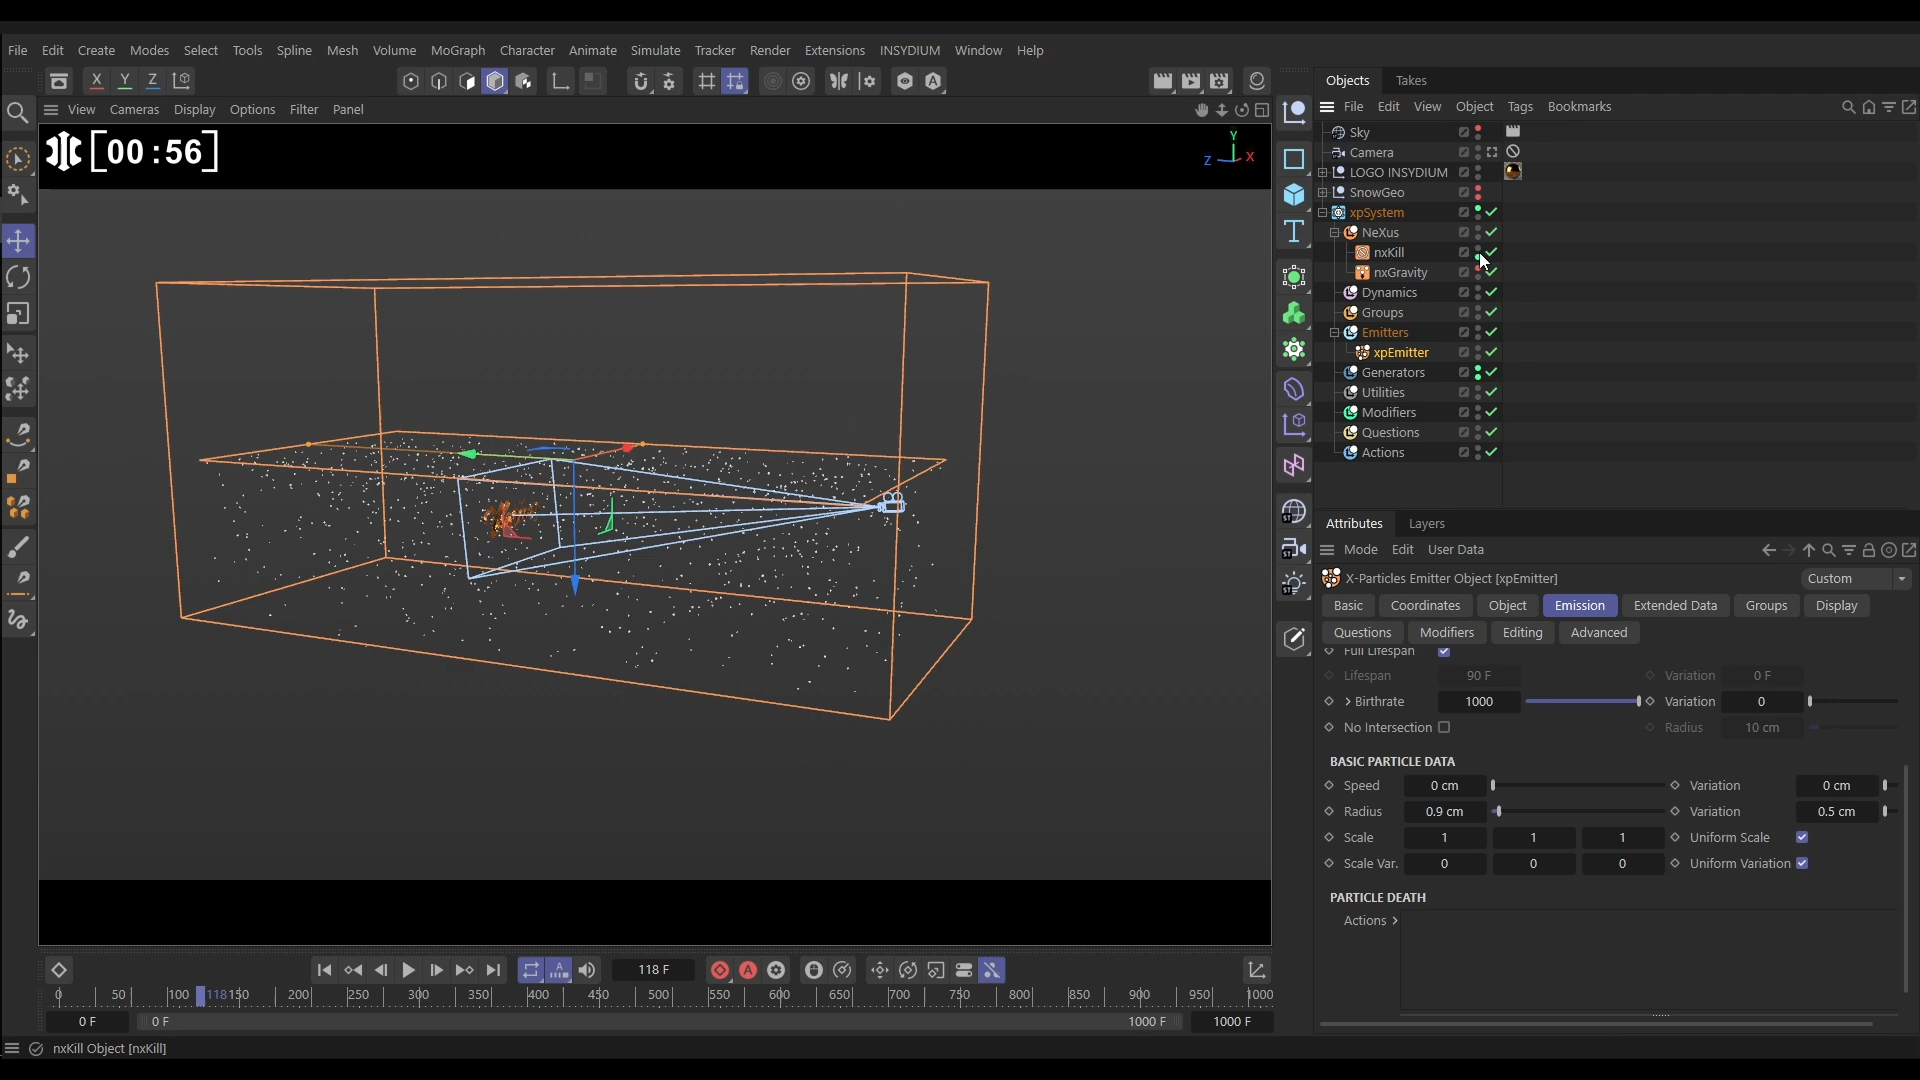 File Edit Create Modes Select Tools Spline Mesh Volume MoGraph Character Animate Simulate Tracker Render Extensions INSYDIUM Window Help
X Y Z
View Cameras Display Options Filter Panel
[00:56]
Y
Z X
Objects Takes
File Edit View Object Tags Bookmarks
Sky
Camera
LOGO INSYDIUM
SnowGeo
xpSystem
NeXus
nxKill
nxGravity
Dynamics
Groups
Emitters
xpEmitter
Generators
Utilities
Modifiers
Questions
Actions
Attributes Layers
Mode Edit User Data
X-Particles Emitter Object [xpEmitter] Custom
Basic Coordinates Object Emission Extended Data Groups Display
Questions Modifiers Editing Advanced
Full Lifespan
Lifespan 90 F Variation 0 F
Birthrate 1000 Variation 0
No Intersection Radius 10 cm
BASIC PARTICLE DATA
Speed 0 cm Variation 0 cm
Radius 0.9 cm Variation 0.5 cm
Scale 1 1 1 Uniform Scale
Scale Var. 0 0 0 Uniform Variation
PARTICLE DEATH
Actions
118 F
0 50 100 118 150 200 250 300 350 400 450 500 550 600 650 700 750 800 850 900 950 1000
0 F 0 F 1000 F 1000 F
nxKill Object [nxKill]